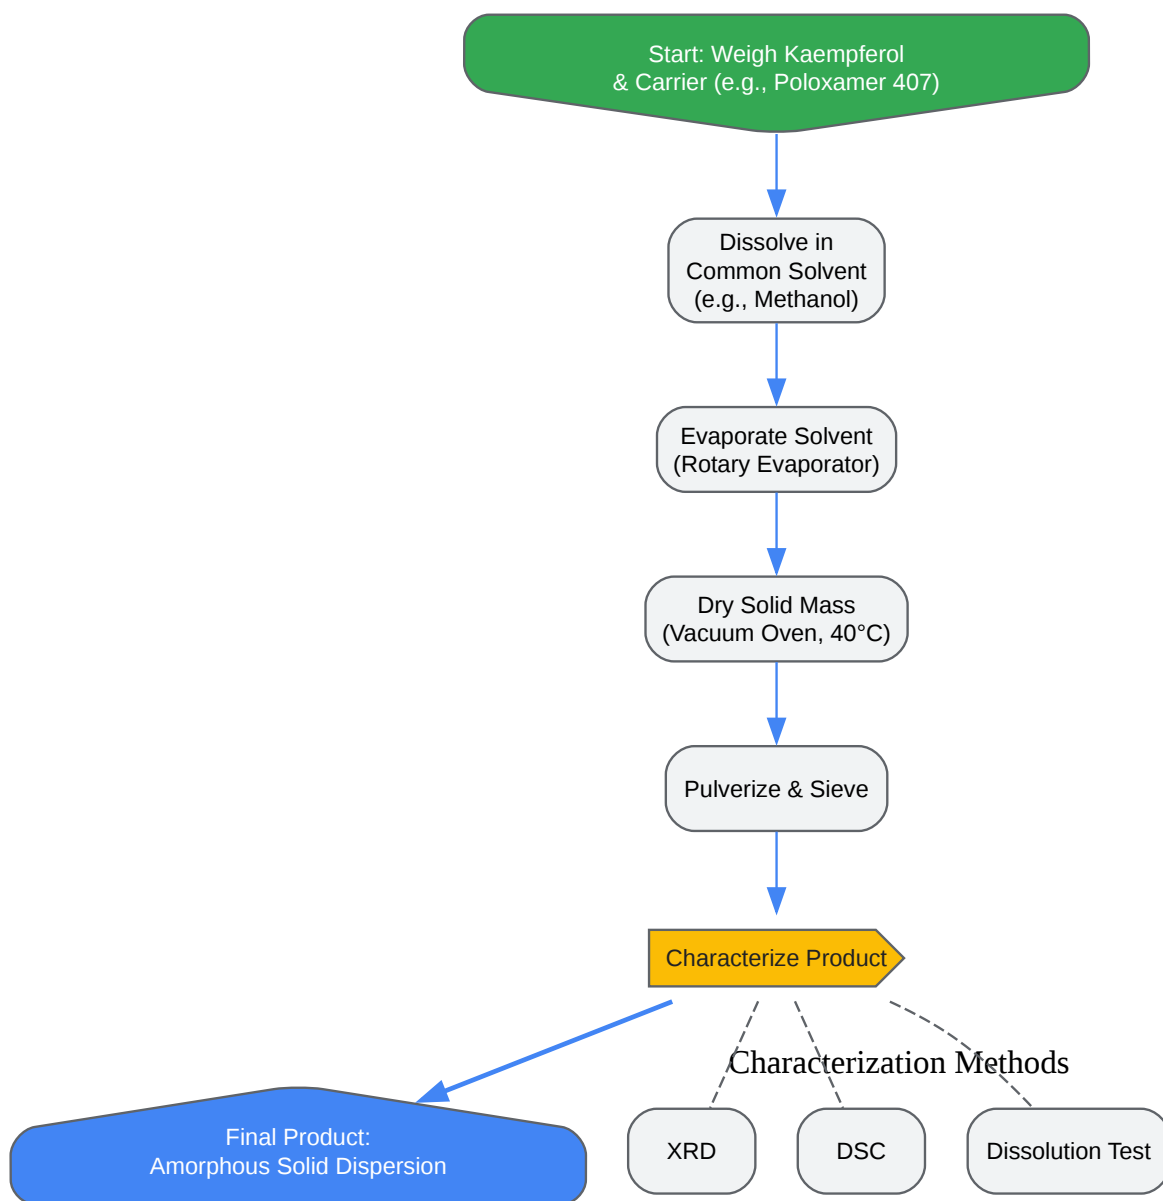 Start: Weigh Kaempferol
& Carrier (e.g., Poloxamer 407)
Dissolve in
Common Solvent
(e.g., Methanol)
Evaporate Solvent
(Rotary Evaporator)
Dry Solid Mass
(Vacuum Oven, 40°C)
Pulverize & Sieve
Characterize Product
Characterization Methods
Final Product:
Amorphous Solid Dispersion
XRD
DSC
Dissolution Test